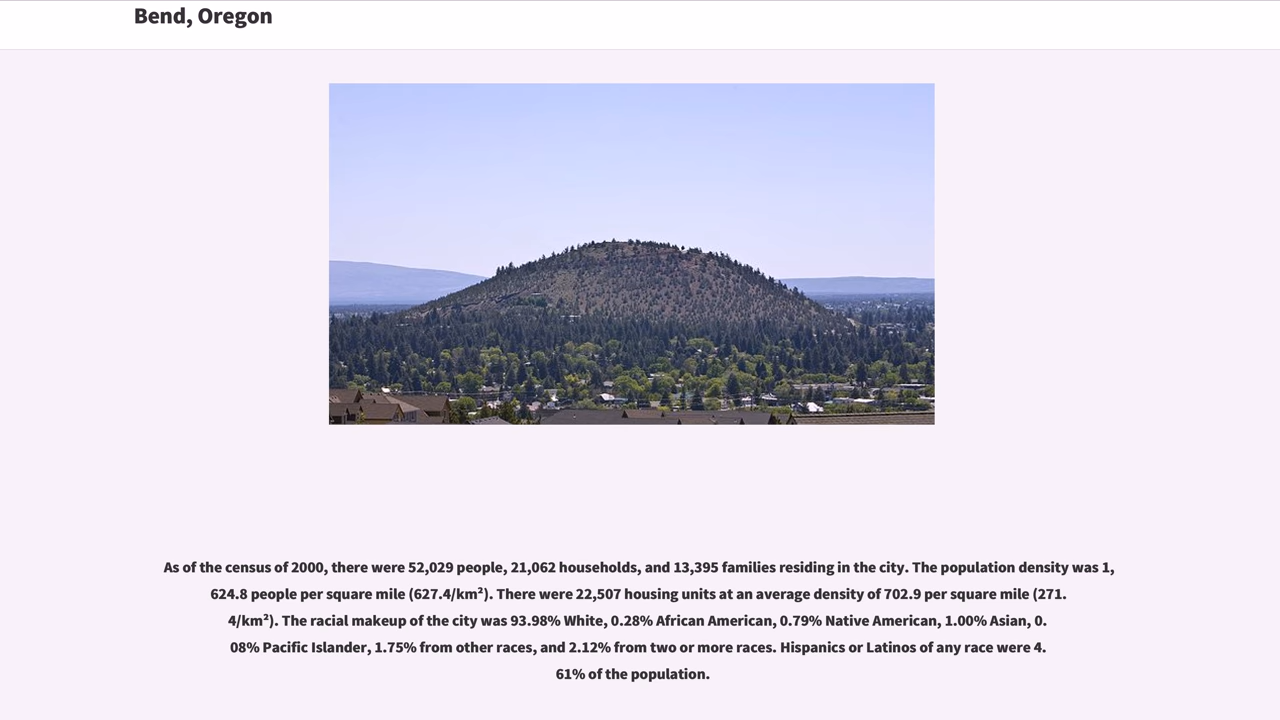 Bend, Oregon
As of the census of 2000, there were 52,029 people, 21,062 households, and 13,395 families residing in the city. The population density was 1,
624.8 people per square mile (627.4/km²). There were 22,507 housing units at an average density of 702.9 per square mile (271.
4/km²). The racial makeup of the city was 93.98% White, 0.28% African American, 0.79% Native American, 1.00% Asian, 0.
08% Pacific Islander, 1.75% from other races, and 2.12% from two or more races. Hispanics or Latinos of any race were 4.
61% of the population.